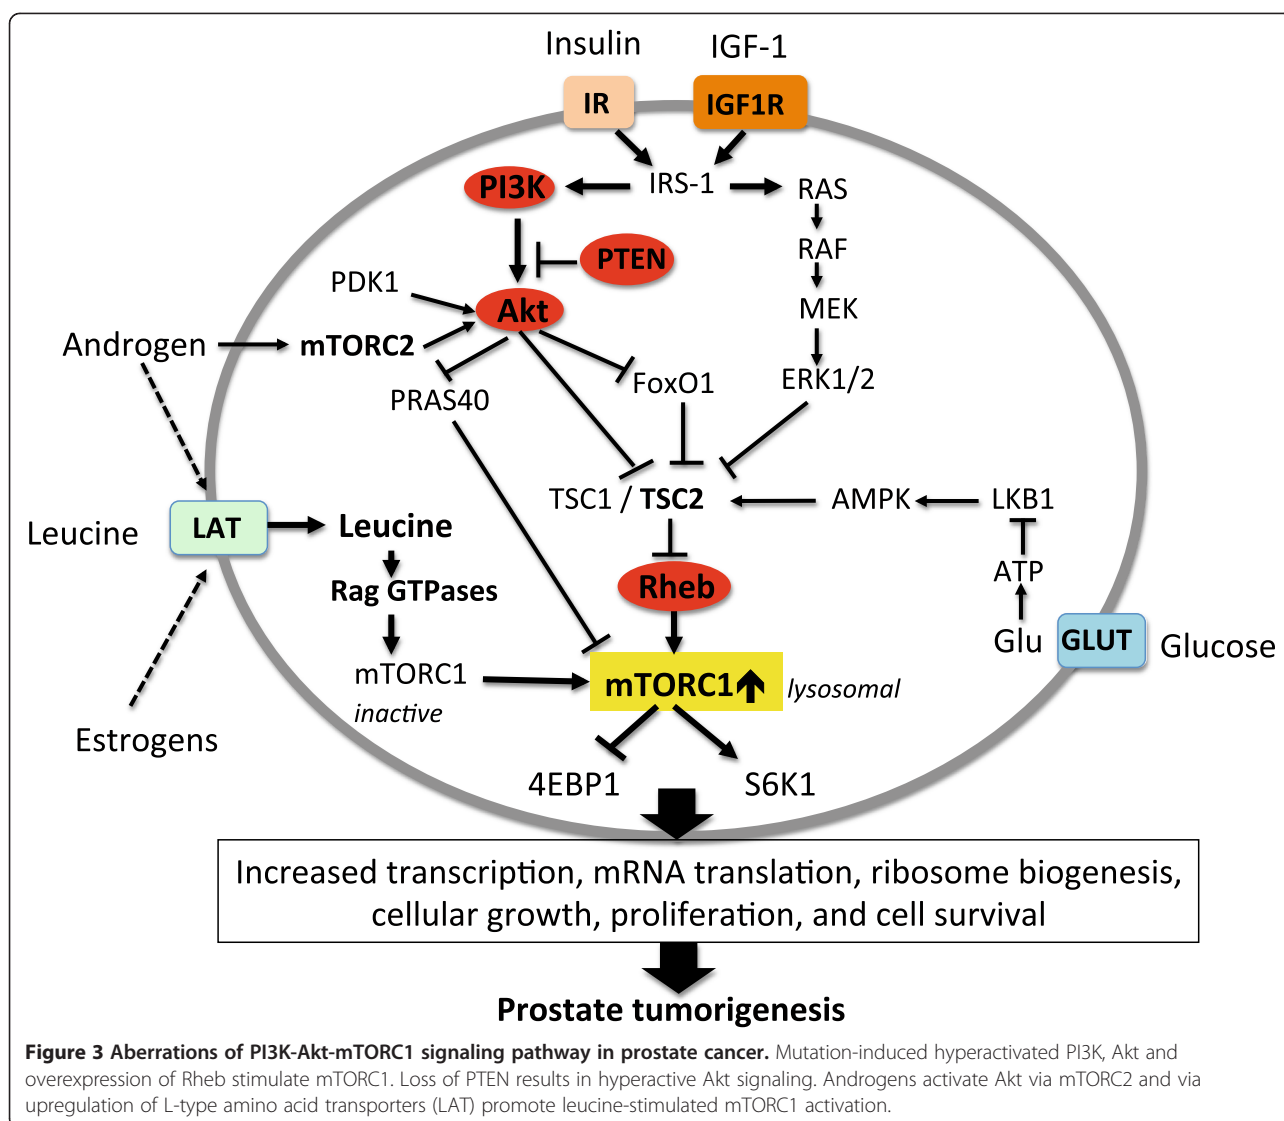 Insulin
IGF-1
IR
IGF1R
PI3K
IRS-1
RAS
RAF
PTEN
PDK1
Akt
MEK
Androgen
mTORC2
PRAS40
FoxO1
ERK1/2
TSC1 / TSC2
AMPK
LKB1
Leucine
LAT
Leucine
Rag GTPases
Rheb
ATP
Glu
GLUT
Glucose
mTORC1
inactive
mTORC1
lysosomal
Estrogens
4EBP1
S6K1
Increased transcription, mRNA translation, ribosome biogenesis,
cellular growth, proliferation, and cell survival
Prostate tumorigenesis
Figure 3 Aberrations of PI3K-Akt-mTORC1 signaling pathway in prostate cancer. Mutation-induced hyperactivated PI3K, Akt and
overexpression of Rheb stimulate mTORC1. Loss of PTEN results in hyperactive Akt signaling. Androgens activate Akt via mTORC2 and via
upregulation of L-type amino acid transporters (LAT) promote leucine-stimulated mTORC1 activation.